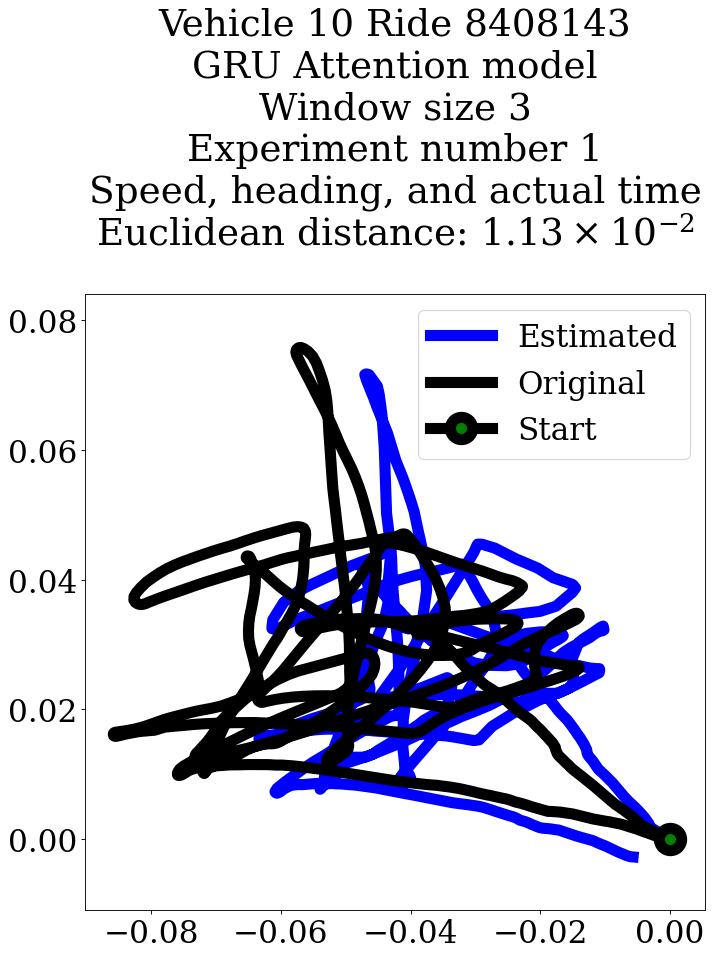 Vehicle 10 Ride 8408143
GRU Attention model
Window size 3
Experiment number 1
Speed, heading, and actual time
Euclidean distance: 1.13 × 10⁻²
Estimated
Original
Start
0.08
0.06
0.04
0.02
0.00
−0.08 −0.06 −0.04 −0.02 0.00